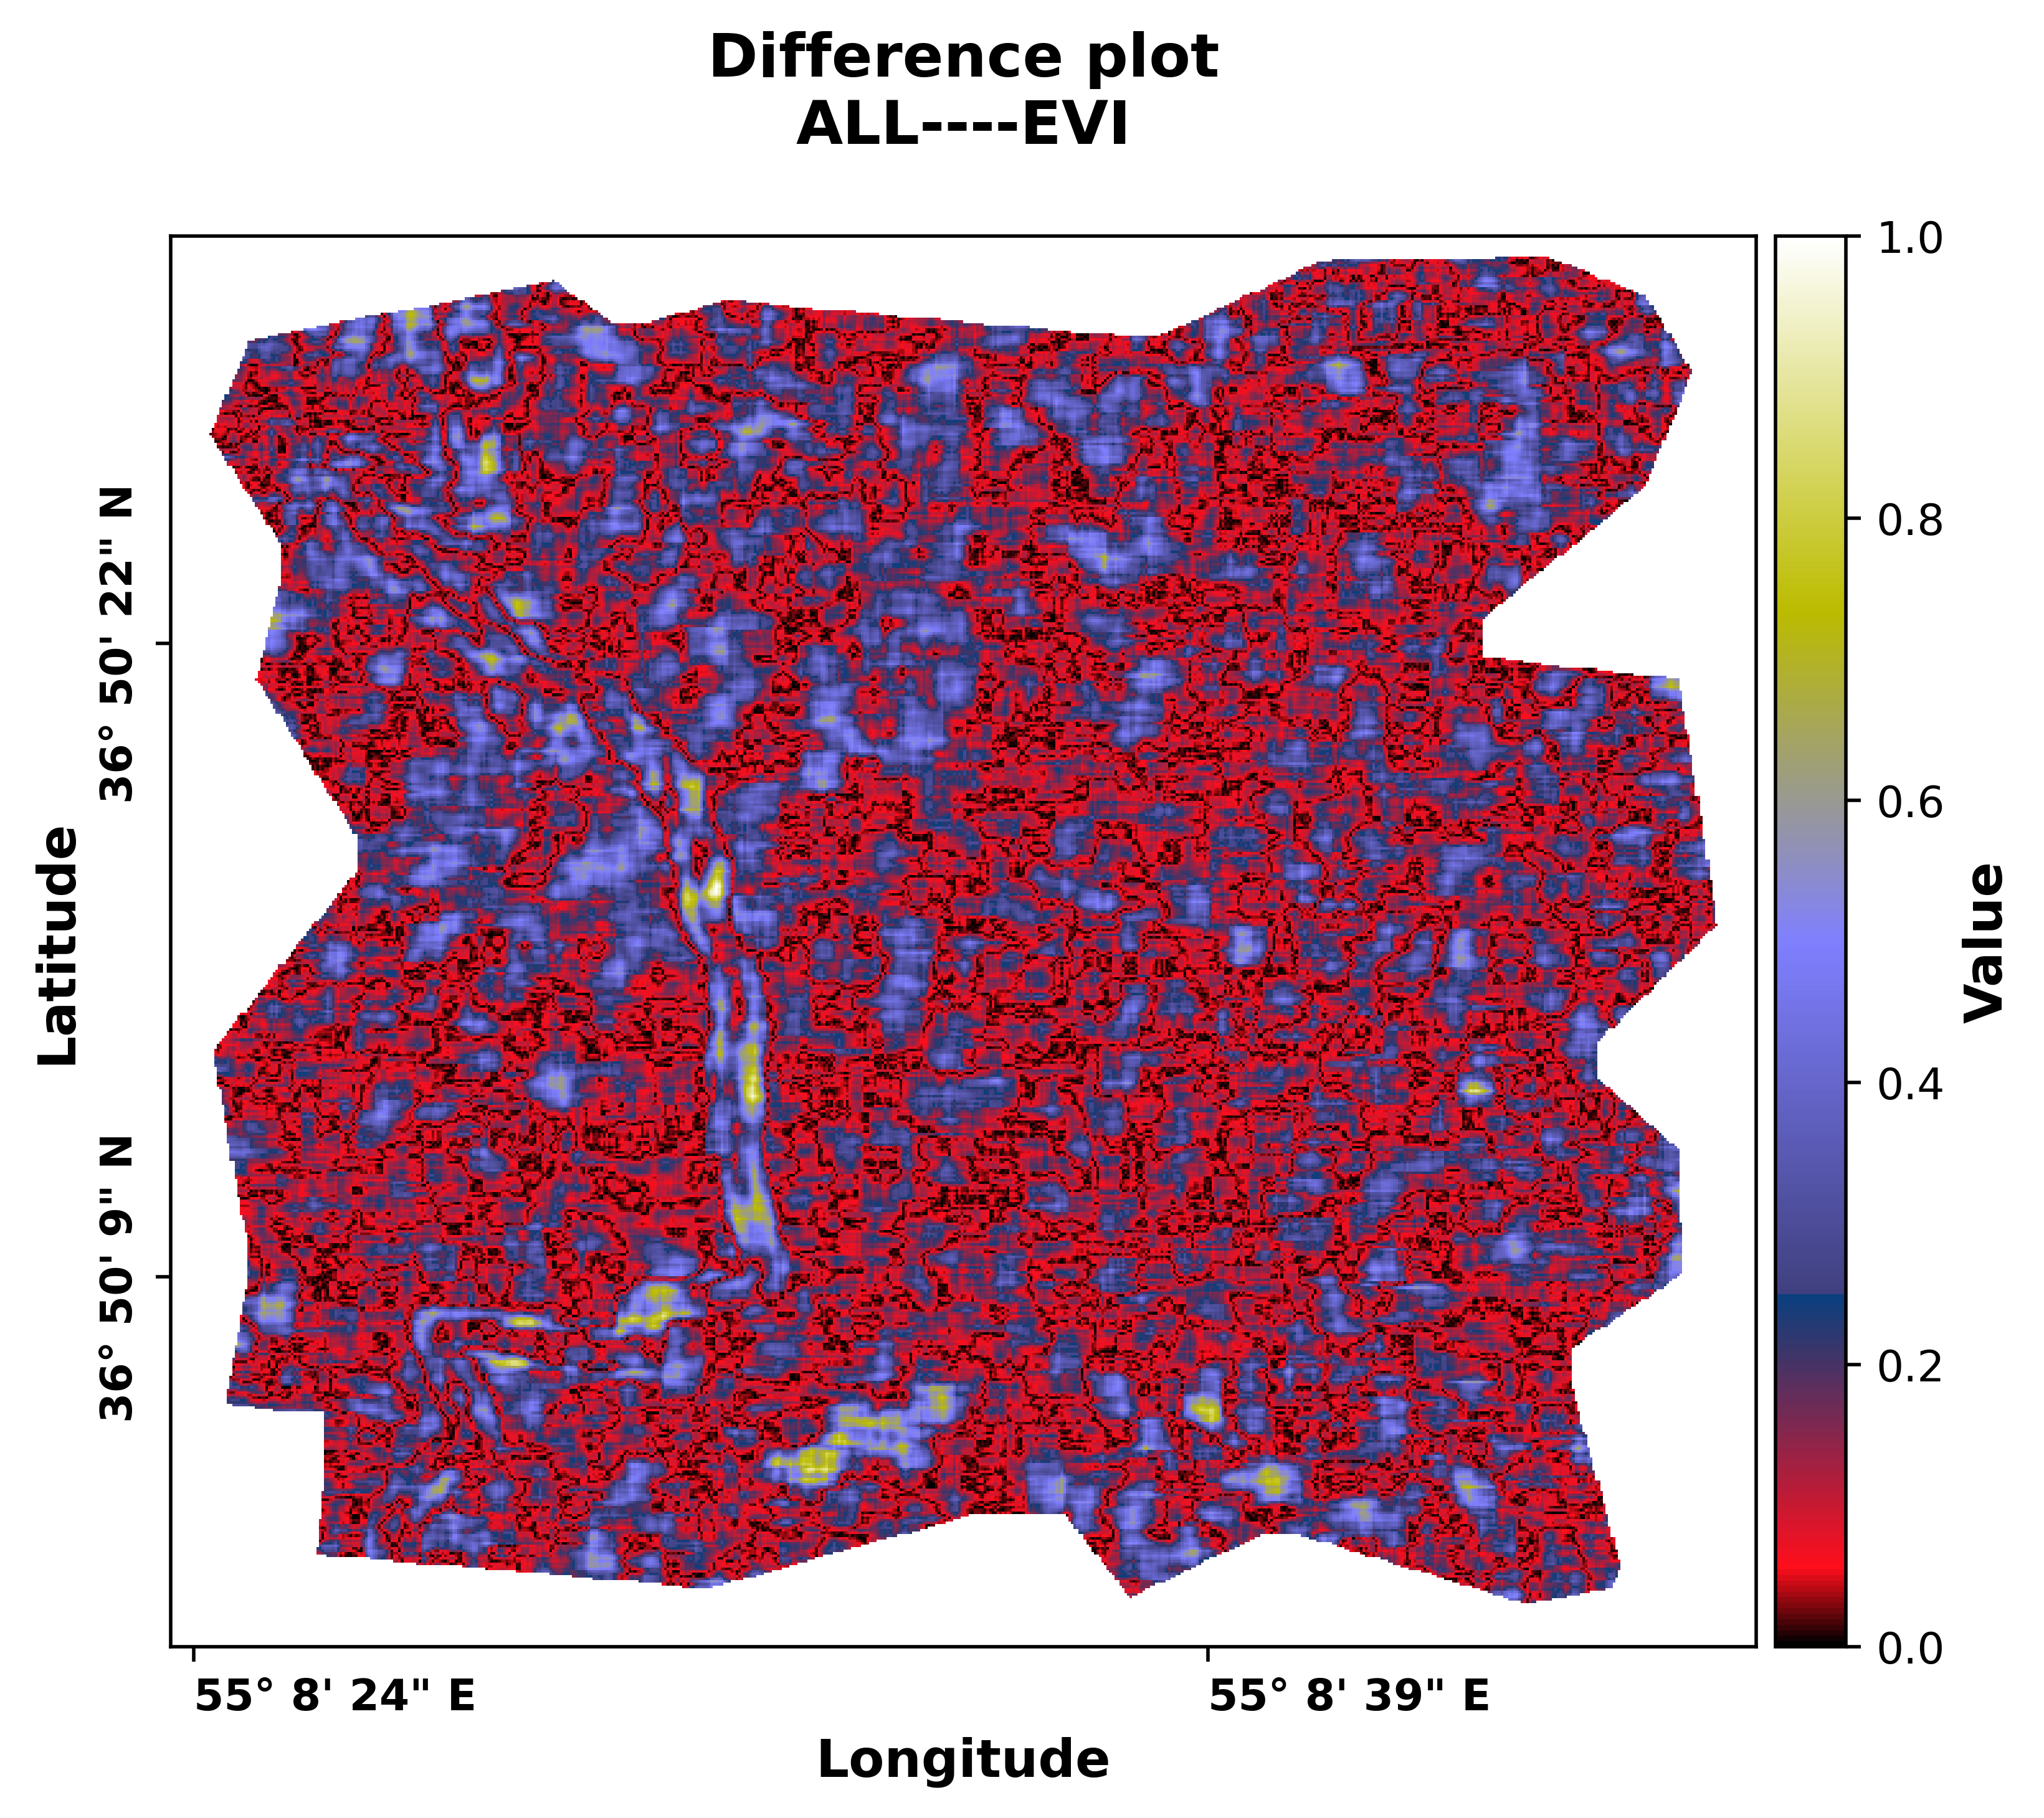 Difference plot
ALL----EVI
1.0
0.8
0.6
0.4
0.2
0.0
Value
Latitude
36° 50' 22" N
36° 50' 9" N
55° 8' 24" E
55° 8' 39" E
Longitude